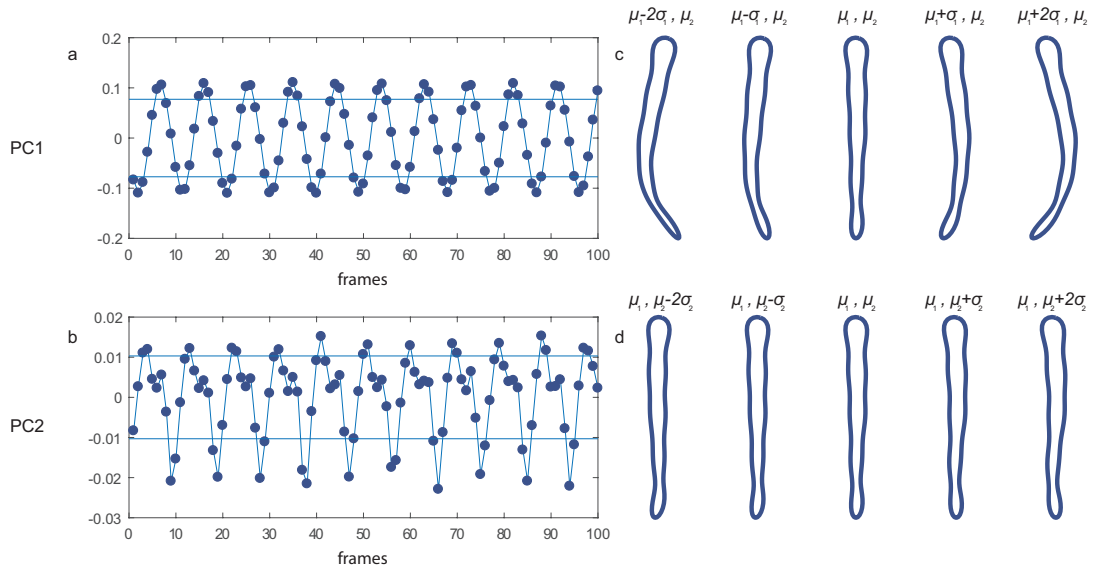 a
PC1
0.2
0.1
0
-0.1
-0.2
0 10 20 30 40 50 60 70 80 90 100
frames
c
μ₁-2σ₁ , μ₂ μ₁-σ₁ , μ₂ μ₁ , μ₂ μ₁+σ₁ , μ₂ μ₁+2σ₁ , μ₂
b
PC2
0.02
0.01
0
-0.01
-0.02
-0.03
0 10 20 30 40 50 60 70 80 90 100
frames
d
μ₁ , μ₂-2σ₂ μ₁ , μ₂-σ₂ μ₁ , μ₂ μ₁ , μ₂+σ₂ μ₁ , μ₂+2σ₂